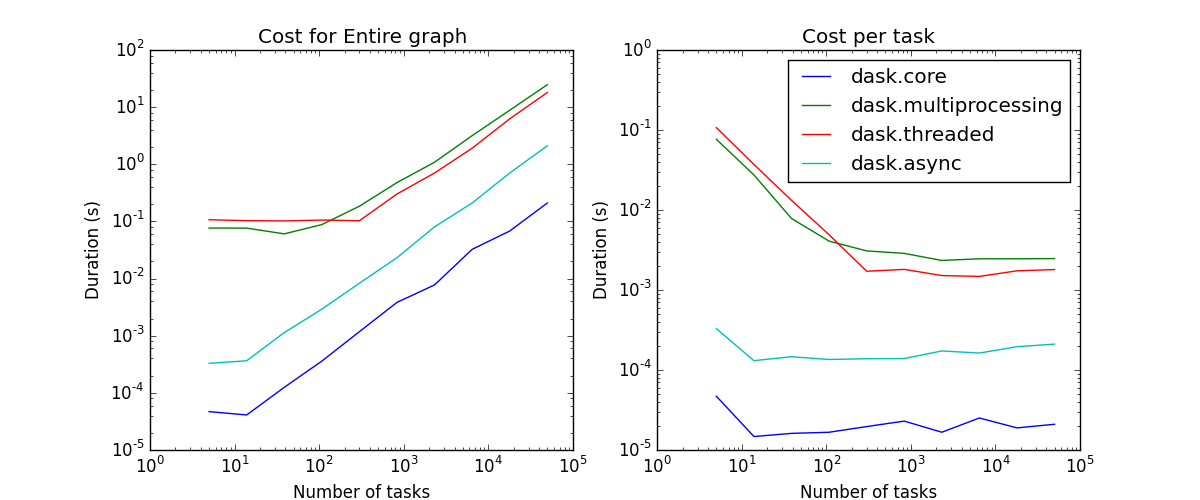 Cost for Entire graph
10^2
10^1
10^0
10^-1
10^-2
10^-3
10^-4
10^-5
Duration (s)
10^0 10^1 10^2 10^3 10^4 10^5
Number of tasks
Cost per task
10^0
10^-1
10^-2
10^-3
10^-4
10^-5
Duration (s)
dask.core
dask.multiprocessing
dask.threaded
dask.async
10^0 10^1 10^2 10^3 10^4 10^5
Number of tasks